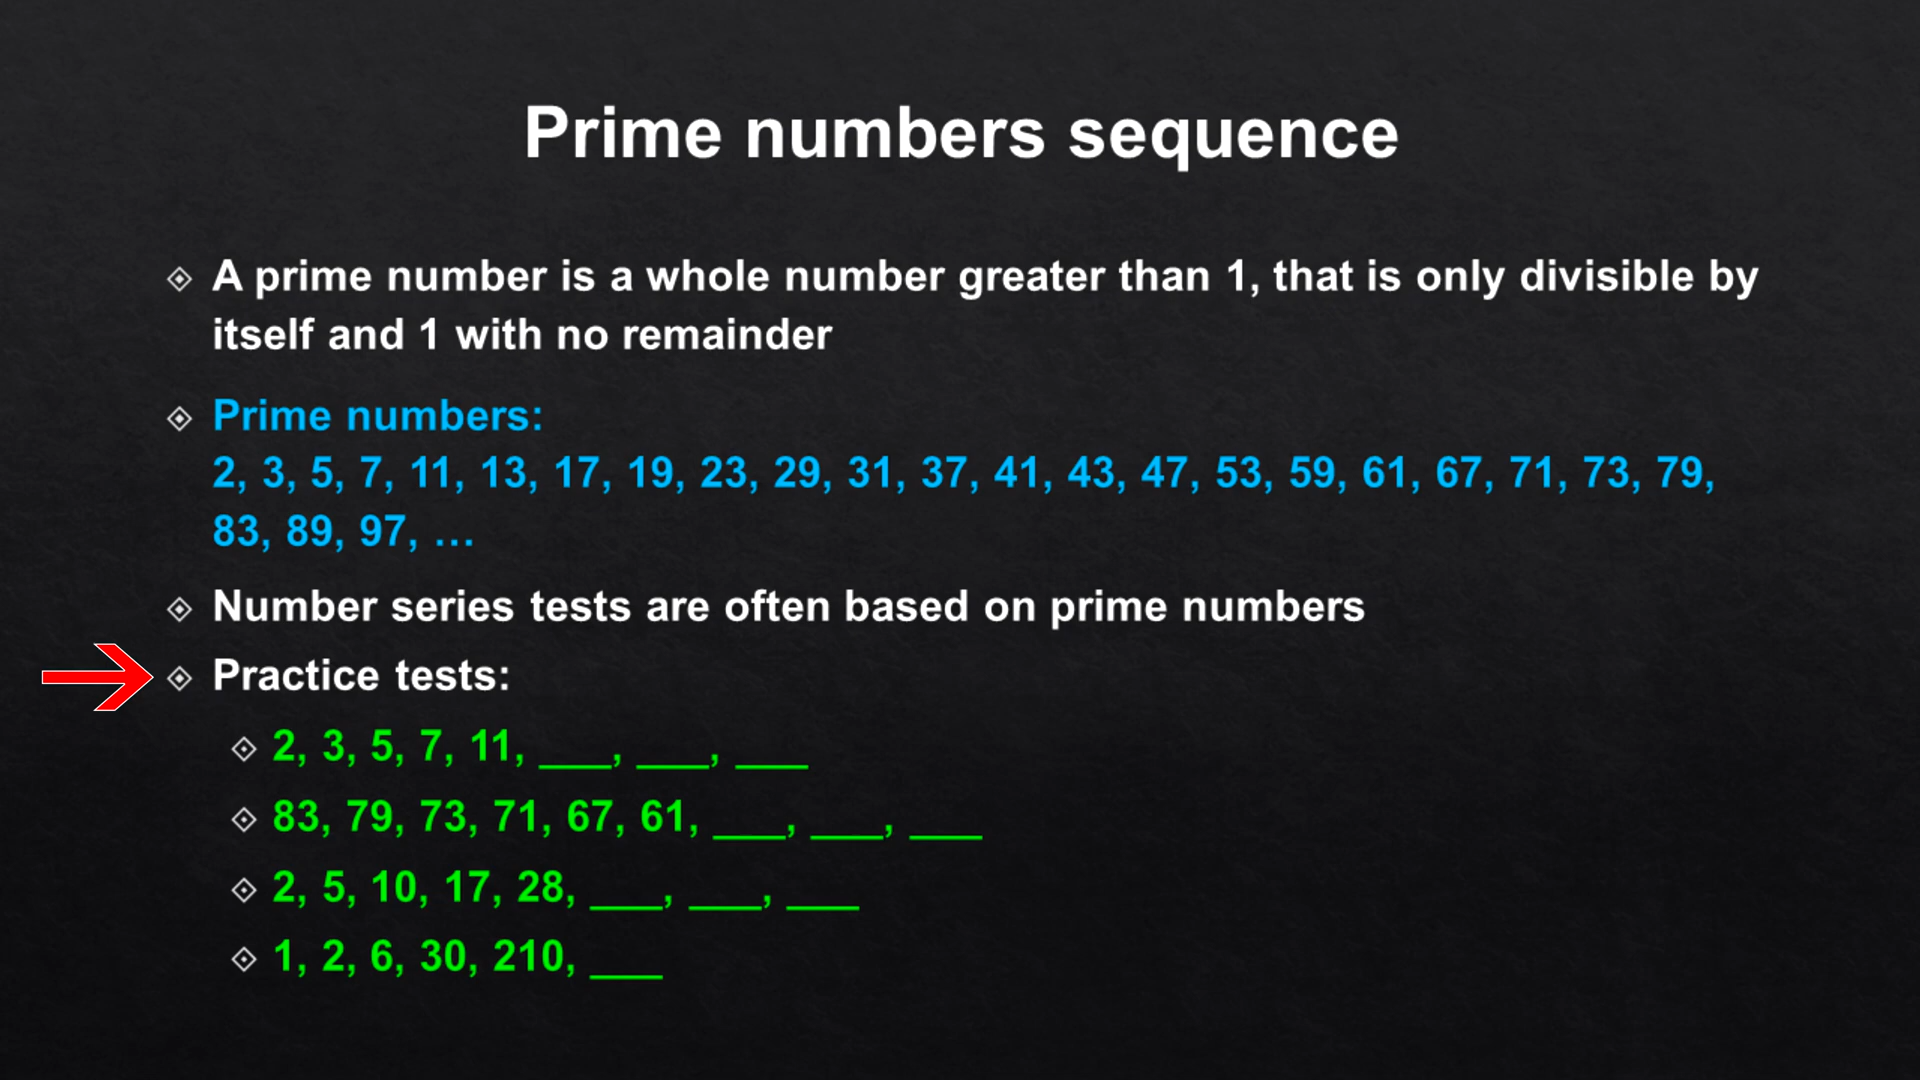 Prime numbers sequence
A prime number is a whole number greater than 1, that is only divisible by
itself and 1 with no remainder
Prime numbers:
2, 3, 5, 7, 11, 13, 17, 19, 23, 29, 31, 37, 41, 43, 47, 53, 59, 61, 67, 71, 73, 79,
83, 89, 97, …
Number series tests are often based on prime numbers
Practice tests:
2, 3, 5, 7, 11, ___, ___, ___
83, 79, 73, 71, 67, 61, ___, ___, ___
2, 5, 10, 17, 28, ___, ___, ___
1, 2, 6, 30, 210, ___